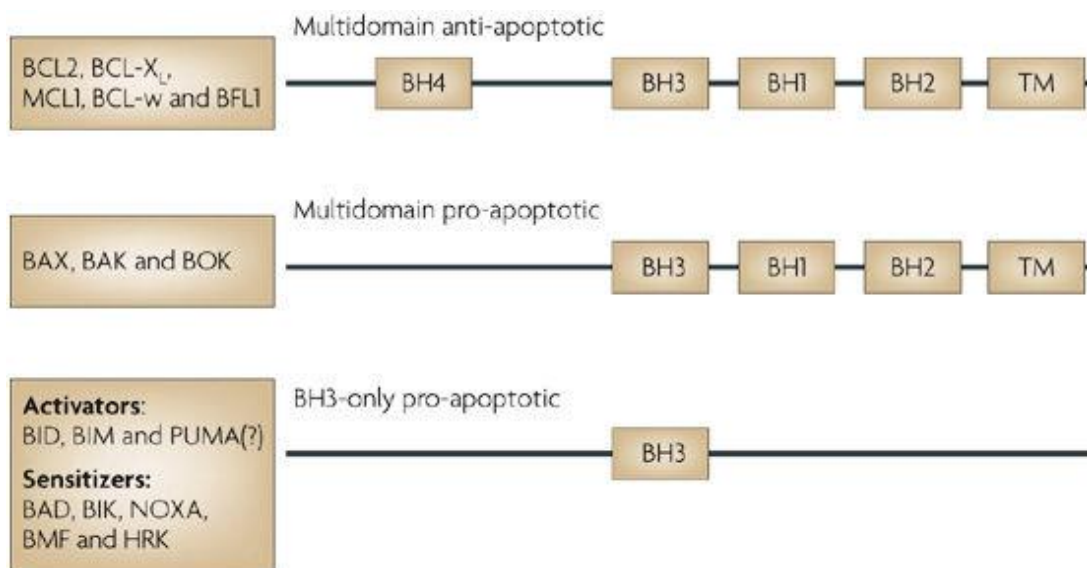 Multidomain anti-apoptotic
BCL2, BCL-X_L,
MCL1, BCL-w and BFL1
BH4 BH3 BH1 BH2 TM
Multidomain pro-apoptotic
BAX, BAK and BOK
BH3 BH1 BH2 TM
BH3-only pro-apoptotic
Activators:
BID, BIM and PUMA(?)
Sensitizers:
BAD, BIK, NOXA,
BMF and HRK
BH3